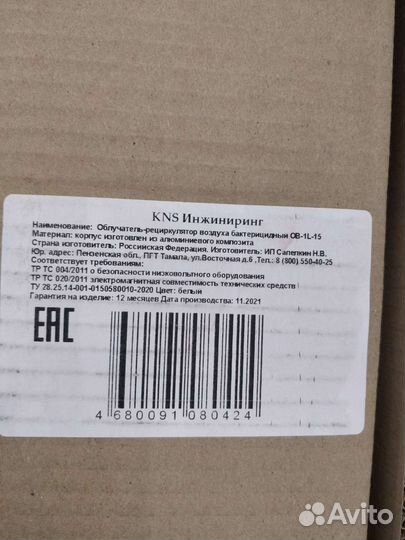 KNS Инжиниринг
Наименование: Облучатель-рециркулятор воздуха бактерицидный ОВ-1L-15
Материал: корпус изготовлен из алюминиевого композита
Страна изготовитель: Российская Федерация. Изготовитель: ИП Сапепкин Н.В.
Юр. адрес: Пензенская обл., ПГТ Тамала, ул.Восточная д.6 ,Тел.: 8 (800) 550-40-25
Соответствует требованиям:
ТР ТС 004/2011 о безопасности низковольтного оборудования
ТР ТС 020/2011 электромагнитная совместимость технических средств
ТУ 28.25.14-001-0150580010-2020 Цвет: белый
Гарантия на изделие: 12 месяцев Дата производства: 11.2021
EAC
4 680091 080424
Avito